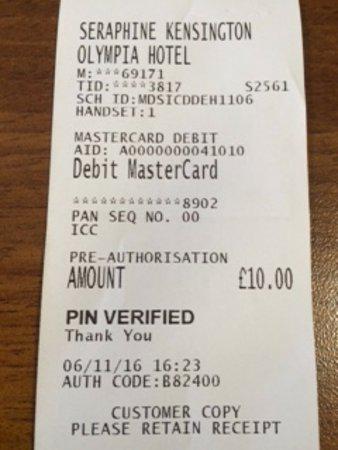 SERAPHINE KENSINGTON
OLYMPIA HOTEL
M:***69171
TID:****3817 S2561
SCH ID:MDSICDDEH1106
HANDSET:1
MASTERCARD DEBIT
AID: A0000000041010
Debit MasterCard
************8902
PAN SEQ NO. 00
ICC
PRE-AUTHORISATION
AMOUNT £10.00
PIN VERIFIED
Thank You
06/11/16 16:23
AUTH CODE:B82400
CUSTOMER COPY
PLEASE RETAIN RECEIPT